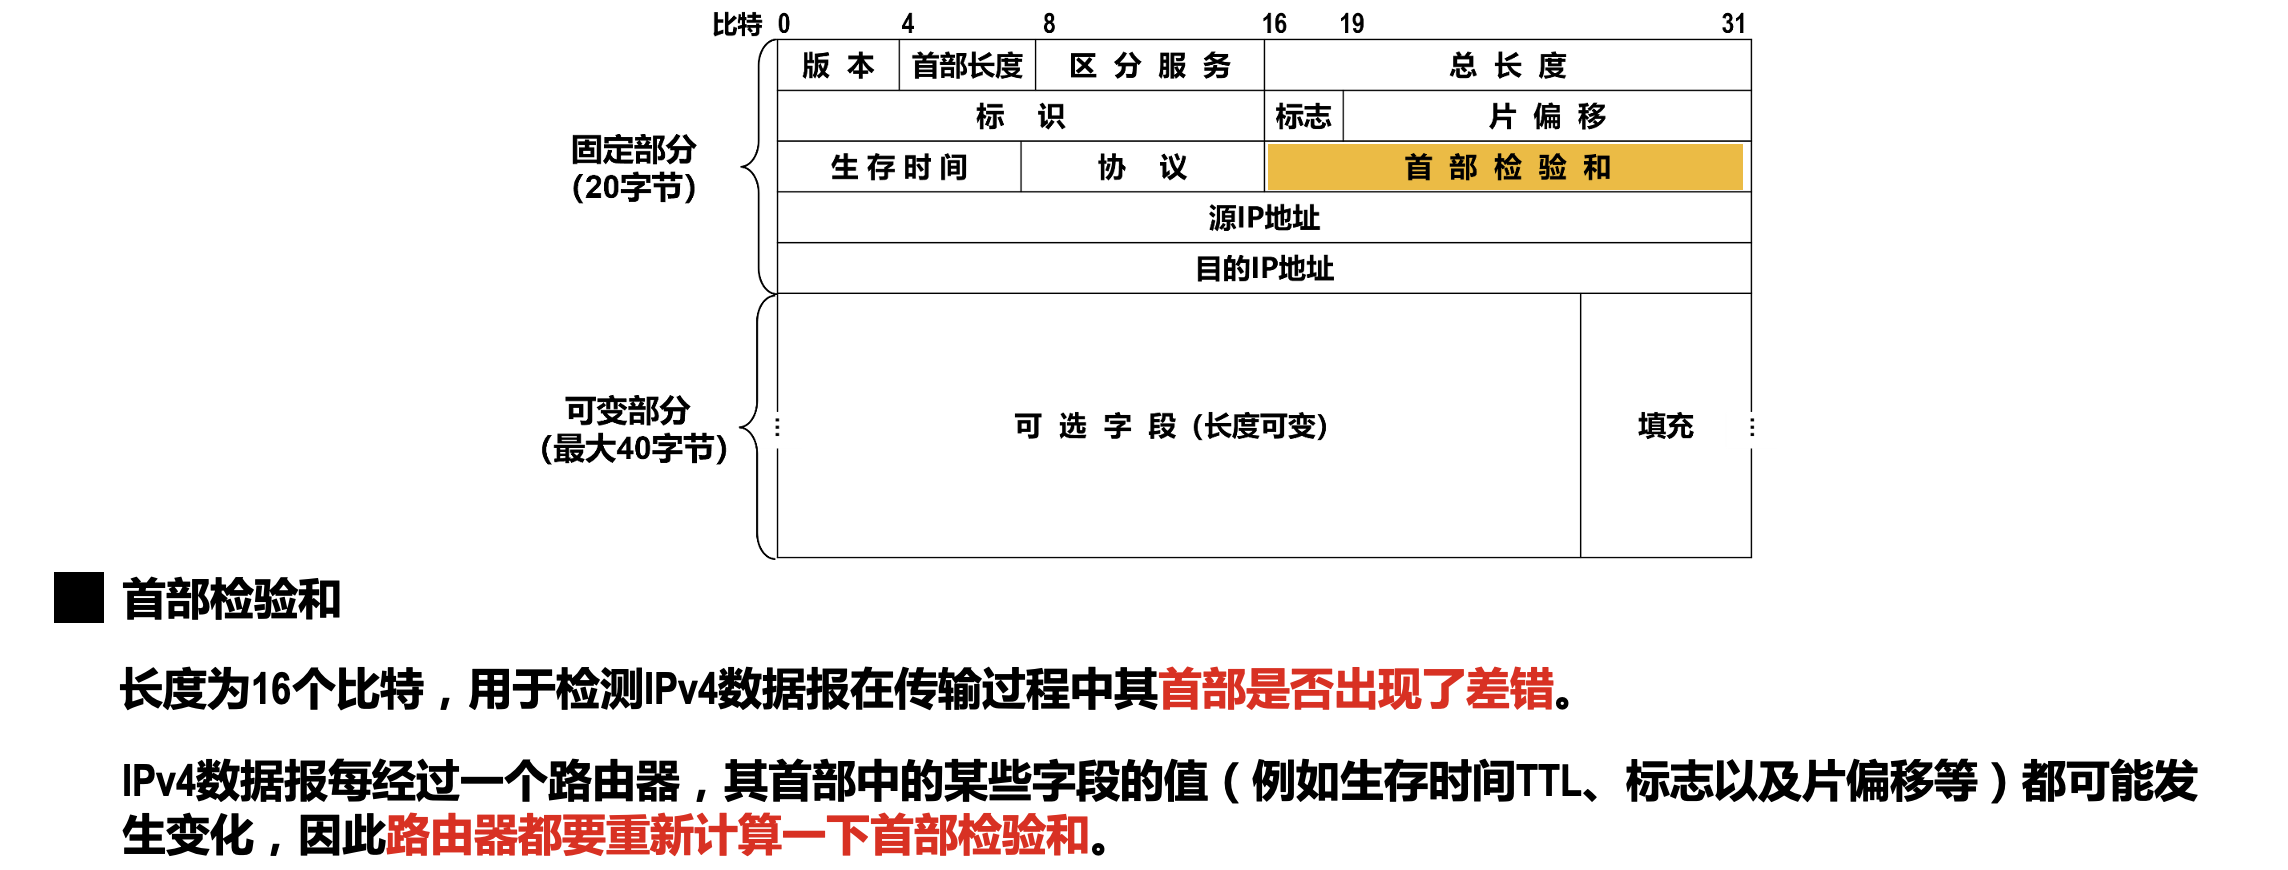 比特 0 4 8 16 19 31
版 本 首部长度 区 分 服 务 总 长 度
标 识 标志 片 偏 移
固定部分
(20字节)
生 存 时 间 协 议 首 部 检 验 和
源IP地址
目的IP地址
可变部分
(最大40字节)
可 选 字 段 (长度可变) 填充
首部检验和
长度为16个比特，用于检测IPv4数据报在传输过程中其首部是否出现了差错。
IPv4数据报每经过一个路由器，其首部中的某些字段的值（例如生存时间TTL、标志以及片偏移等）都可能发
生变化，因此路由器都要重新计算一下首部检验和。